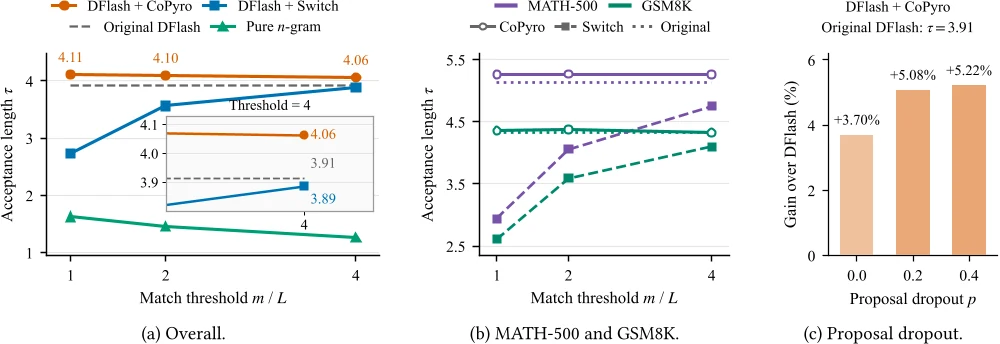 DFlash + CoPyro
DFlash + Switch
Original DFlash
Pure n-gram
4.11
4.10
4.06
4
3
2
1
Acceptance length τ
Threshold = 4
4.1
4.0
3.9
4.06
3.91
3.89
4
1
2
4
Match threshold m / L
(a) Overall.
MATH-500
GSM8K
CoPyro
Switch
Original
5.5
4.5
3.5
2.5
Acceptance length τ
1
2
4
Match threshold m / L
(b) MATH-500 and GSM8K.
DFlash + CoPyro
Original DFlash: τ = 3.91
6
4
2
0
Gain over DFlash (%)
+3.70%
+5.08%
+5.22%
0.0
0.2
0.4
Proposal dropout p
(c) Proposal dropout.